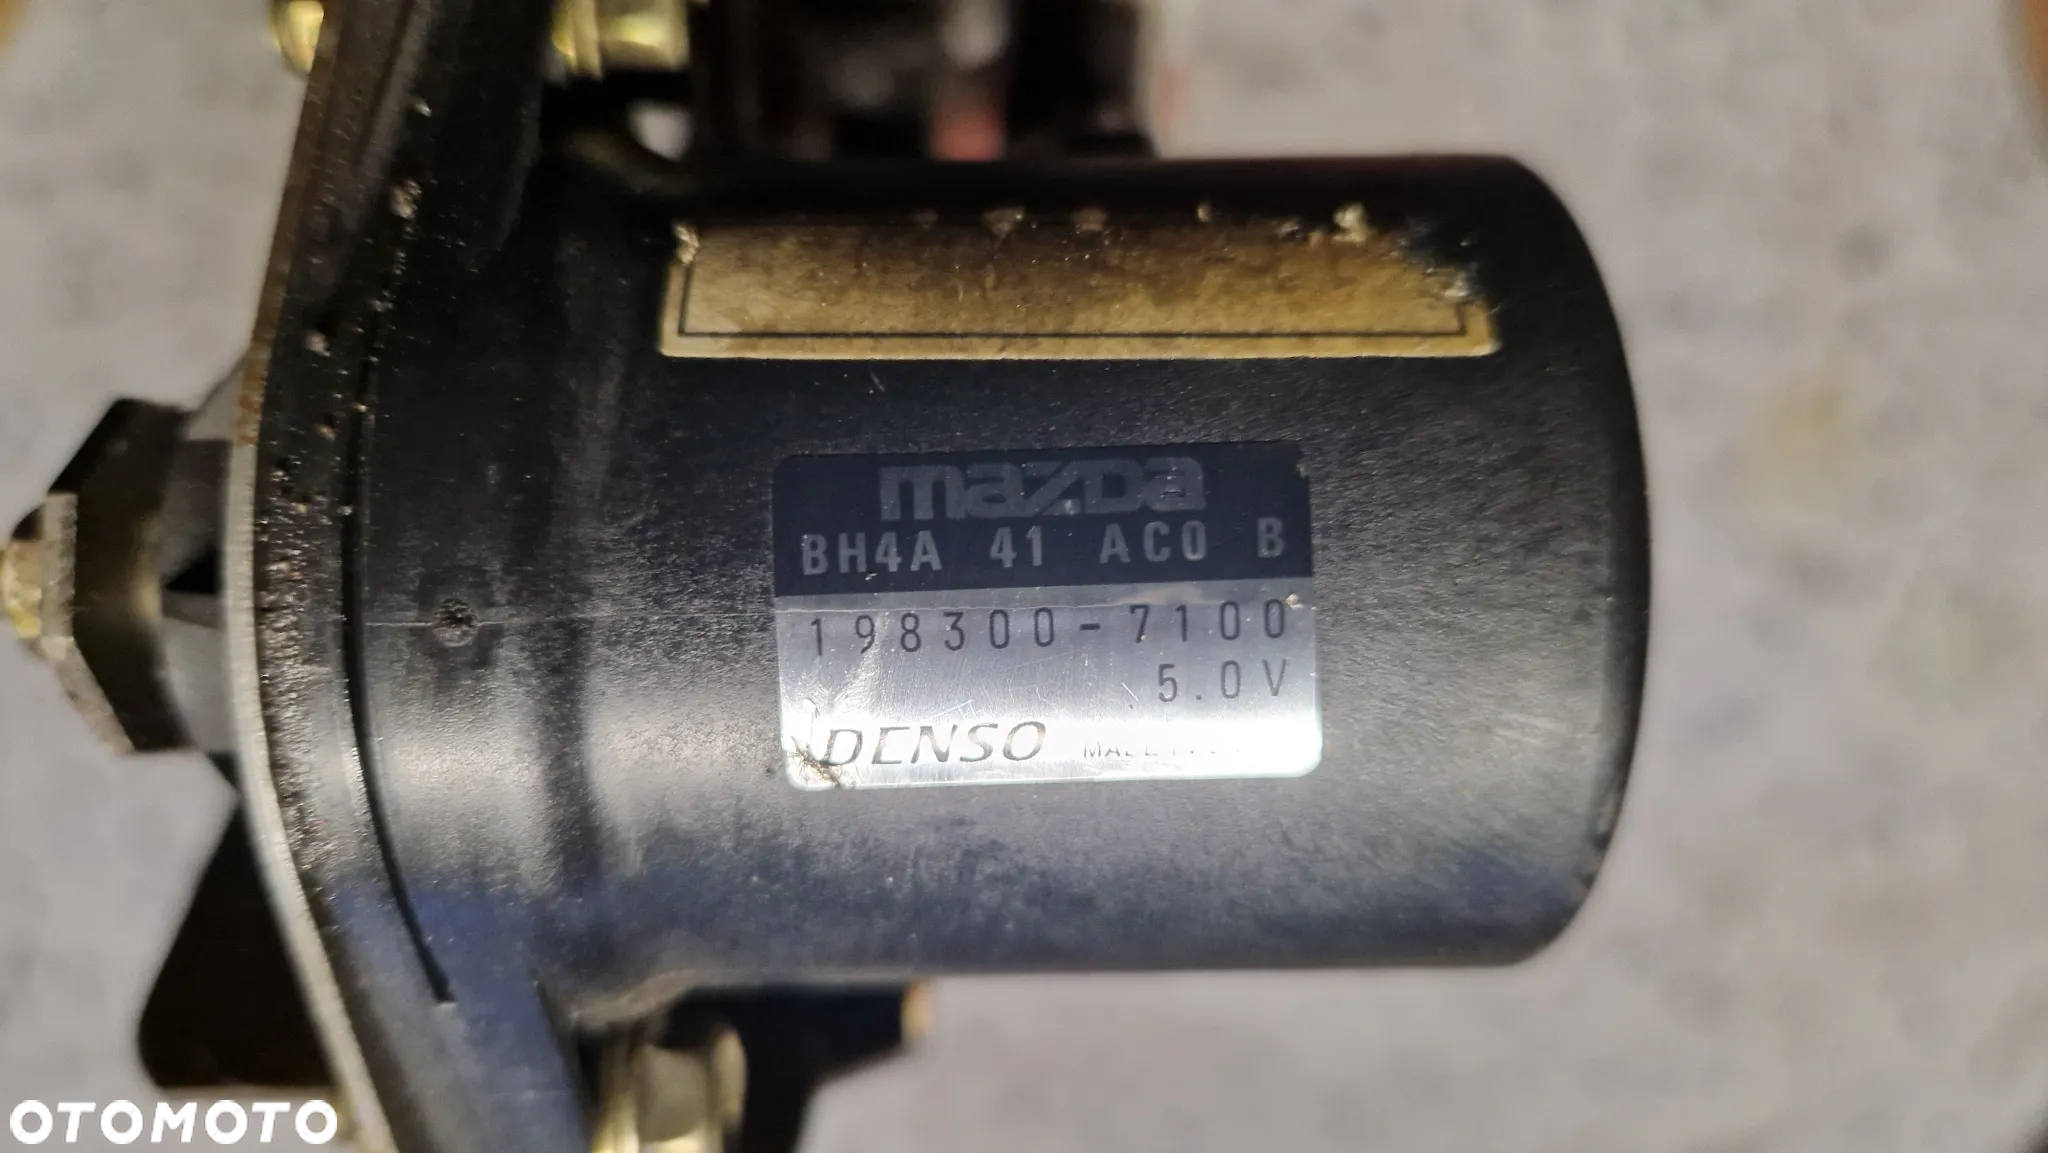 mazda
BH4A 41 AC0 B
198300-7100
5.0V
DENSO
OTOMOTO